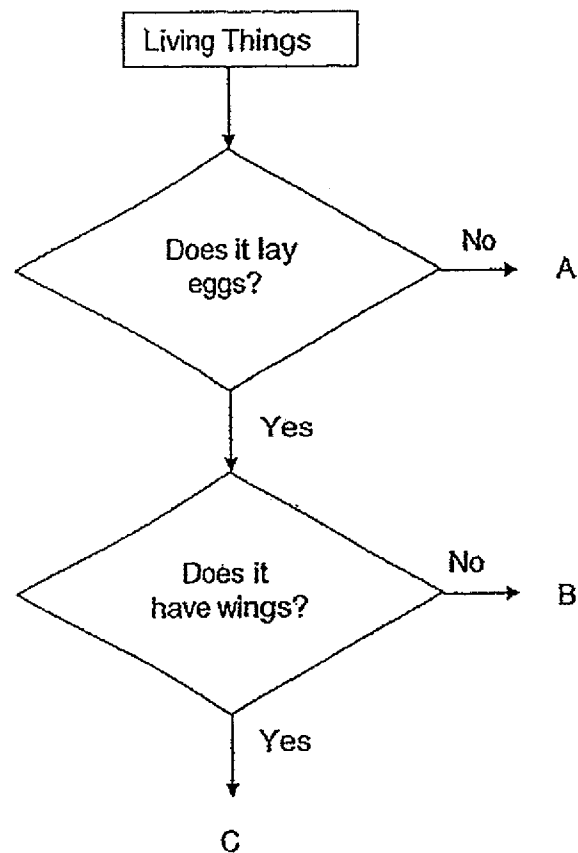 Living Things
Does it lay
eggs?
No
A
Yes
Does it
have wings?
No
B
Yes
C